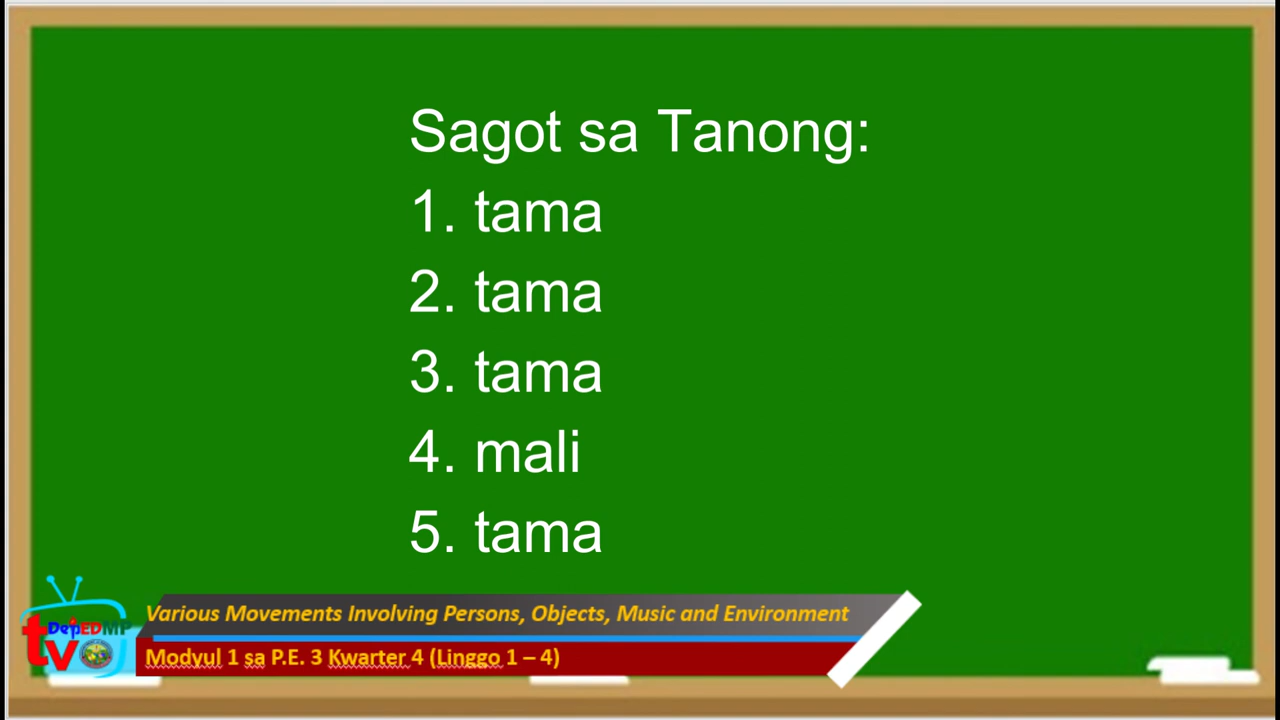 Sagot sa Tanong:
1. tama
2. tama
3. tama
4. mali
5. tama
Various Movements Involving Persons, Objects, Music and Environment
DepEDMP
tv
Modyul 1 sa P.E. 3 Kwarter 4 (Linggo 1 – 4)